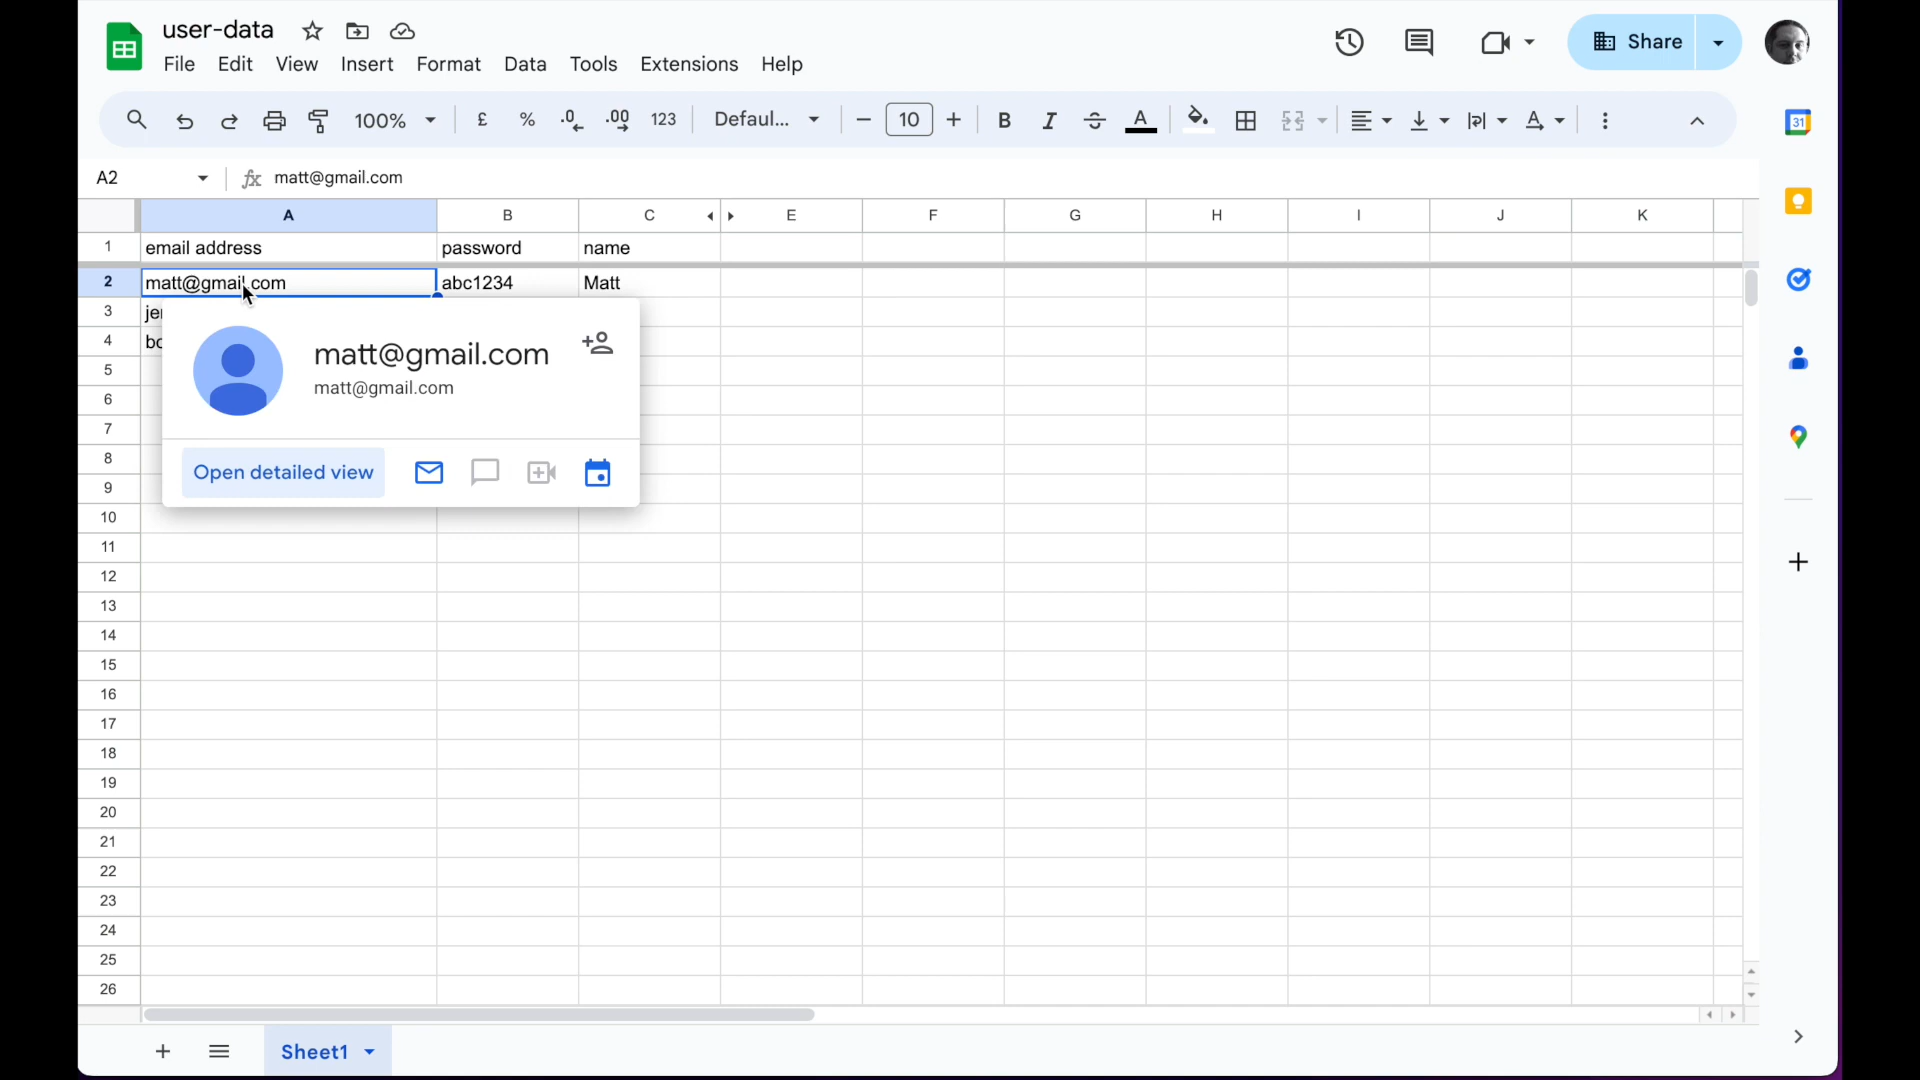 user-data
File Edit View Insert Format Data Tools Extensions Help
Share
31
100% £ % .0 .00 123 Defaul... 10 B I A
A2 fx matt@gmail.com
A B C E F G H I J K
1 email address password name
2 matt@gmail.com abc1234 Matt
3 je
4 bo
matt@gmail.com
matt@gmail.com
Open detailed view
5
6
7
8
9
10
11
12
13
14
15
16
17
18
19
20
21
22
23
24
25
26
Sheet1